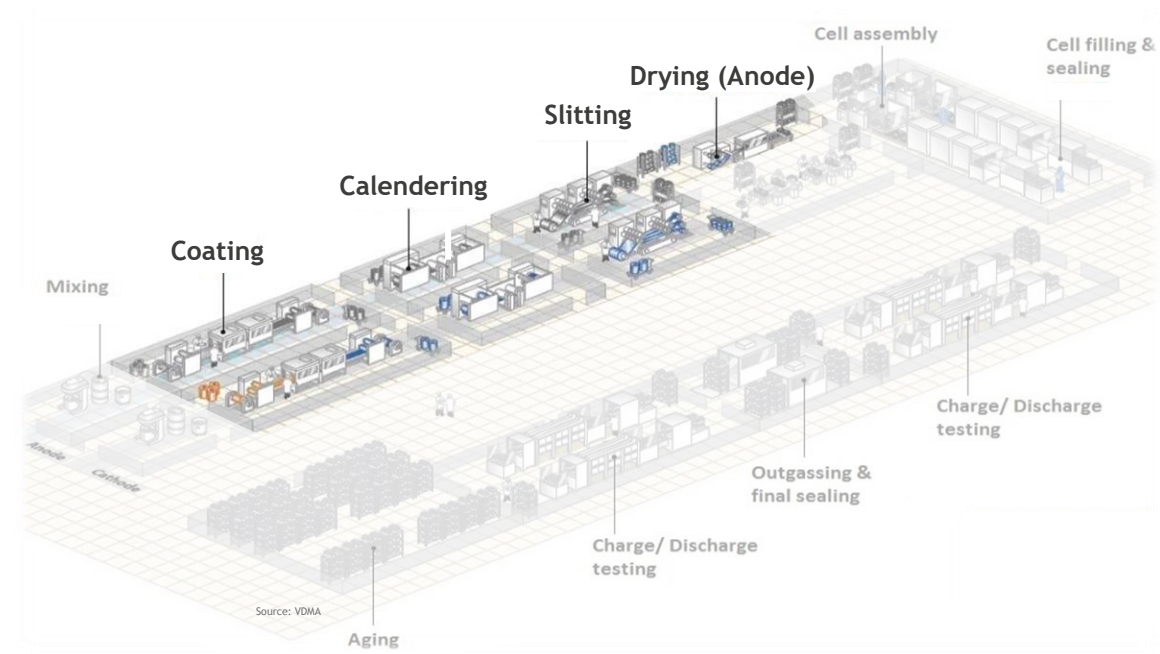 Cell assembly
Cell filling &
sealing
Drying (Anode)
Slitting
Calendering
Coating
Mixing
Anode
Cathode
Charge/ Discharge
testing
Outgassing &
final sealing
Charge/ Discharge
testing
Source: VDMA
Aging